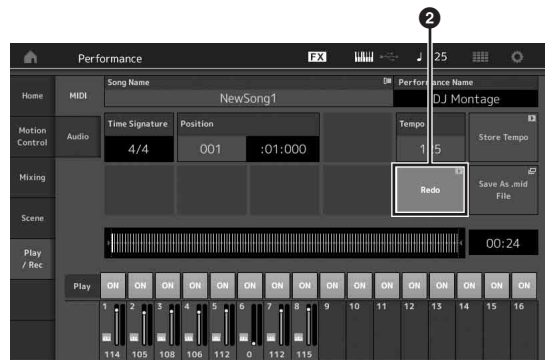 2
Performance
FX
25
Song Name
Performance Name
Home
MIDI
NewSong1
DJ Montage
Motion Control
Audio
Time Signature
Position
Tempo
Store Tempo
4/4
001
:01:000
Mixing
Redo
Save As .mid File
Scene
Play / Rec
00:24
Play
ON ON ON ON ON ON ON ON ON ON ON ON ON ON ON ON
1 2 3 4 5 6 7 8 9 10 11 12 13 14 15 16
114 105 108 106 112 0 112 115